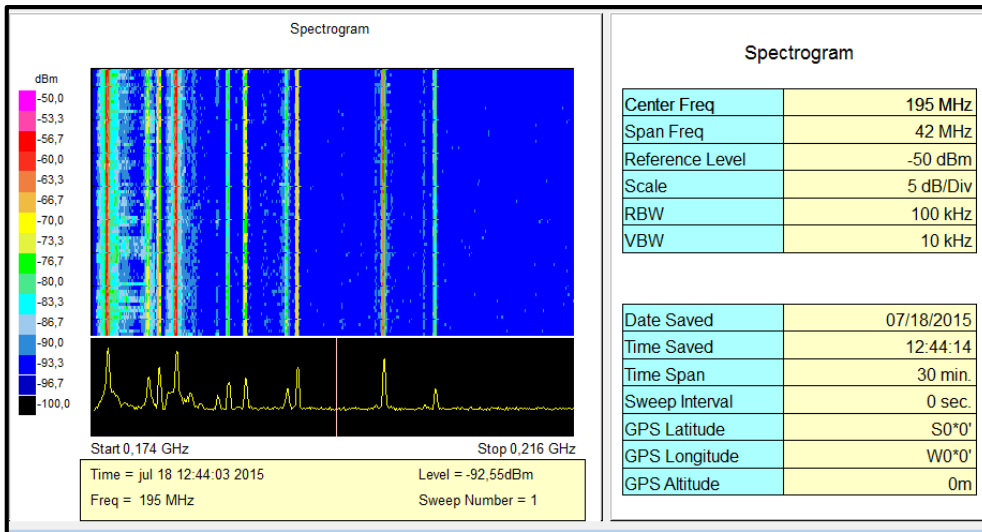 Spectrogram
dBm
-50,0
-53,3
-56,7
-60,0
-63,3
-66,7
-70,0
-73,3
-76,7
-80,0
-83,3
-86,7
-90,0
-93,3
-96,7
-100,0
Start 0,174 GHz Stop 0,216 GHz
Time = jul 18 12:44:03 2015 Level = -92,55dBm
Freq = 195 MHz Sweep Number = 1
Spectrogram
Center Freq 195 MHz
Span Freq 42 MHz
Reference Level -50 dBm
Scale 5 dB/Div
RBW 100 kHz
VBW 10 kHz
Date Saved 07/18/2015
Time Saved 12:44:14
Time Span 30 min.
Sweep Interval 0 sec.
GPS Latitude S0*0'
GPS Longitude W0*0'
GPS Altitude 0m